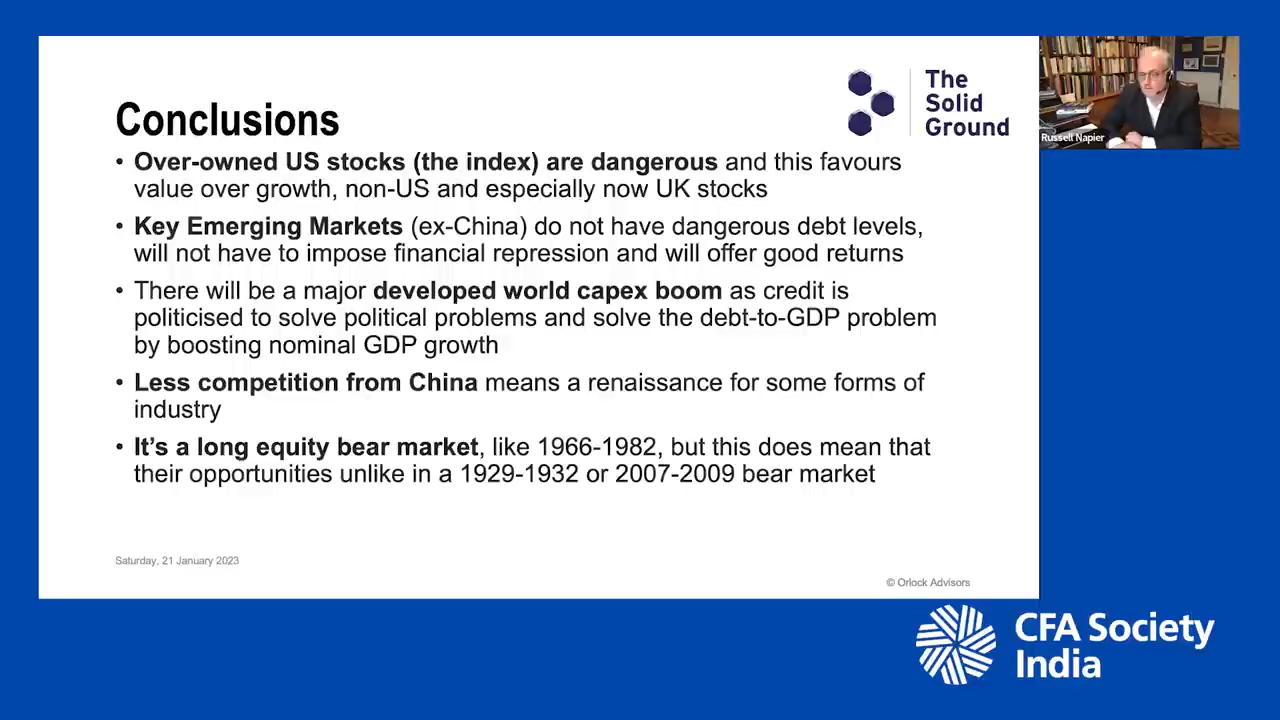 The
Solid
Ground
Russell Napier
Conclusions
• Over-owned US stocks (the index) are dangerous and this favours
value over growth, non-US and especially now UK stocks
• Key Emerging Markets (ex-China) do not have dangerous debt levels,
will not have to impose financial repression and will offer good returns
• There will be a major developed world capex boom as credit is
politicised to solve political problems and solve the debt-to-GDP problem
by boosting nominal GDP growth
• Less competition from China means a renaissance for some forms of
industry
• It’s a long equity bear market, like 1966-1982, but this does mean that
their opportunities unlike in a 1929-1932 or 2007-2009 bear market
Saturday, 21 January 2023
© Orlock Advisors
CFA Society
India